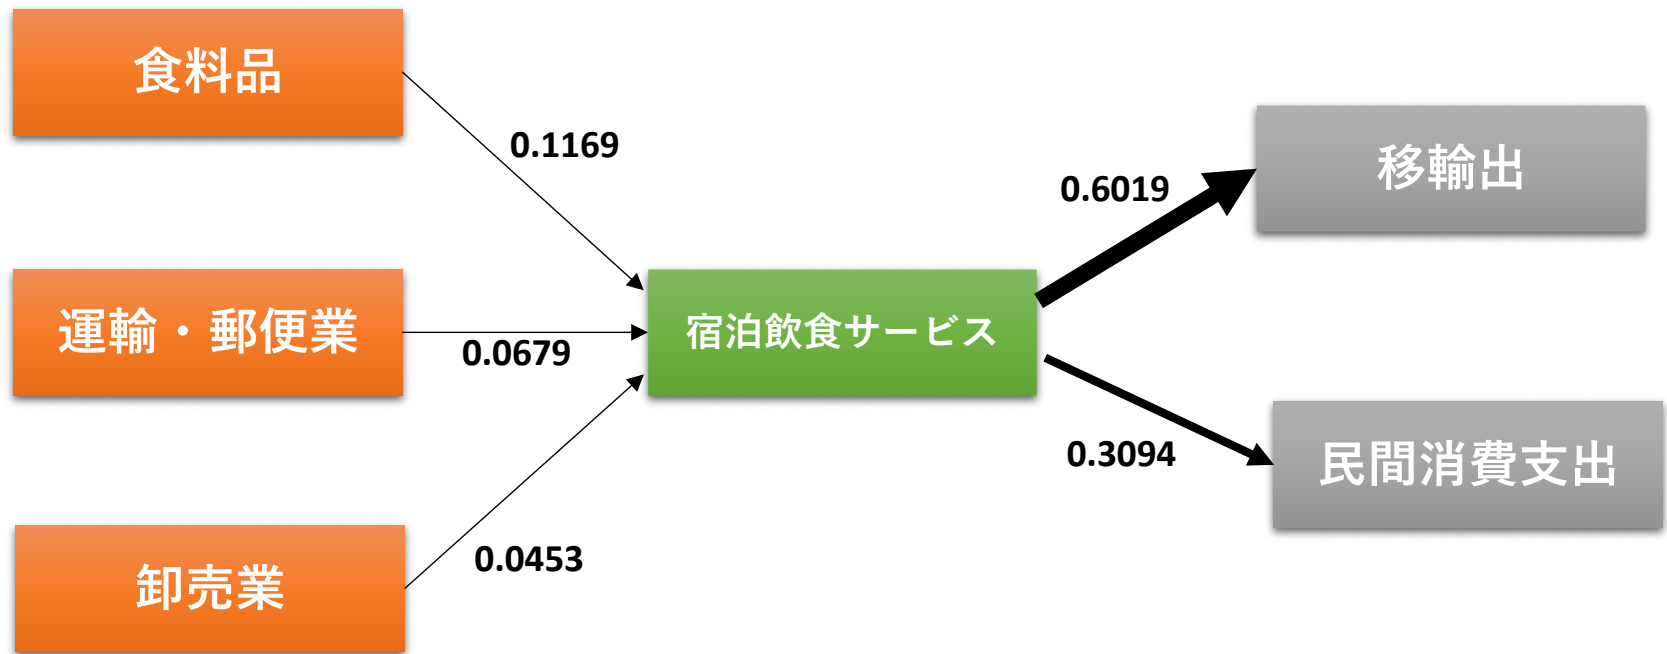 食料品
0.1169
移輸出
0.6019
運輸・郵便業
0.0679
宿泊飲食サービス
0.3094
民間消費支出
0.0453
卸売業